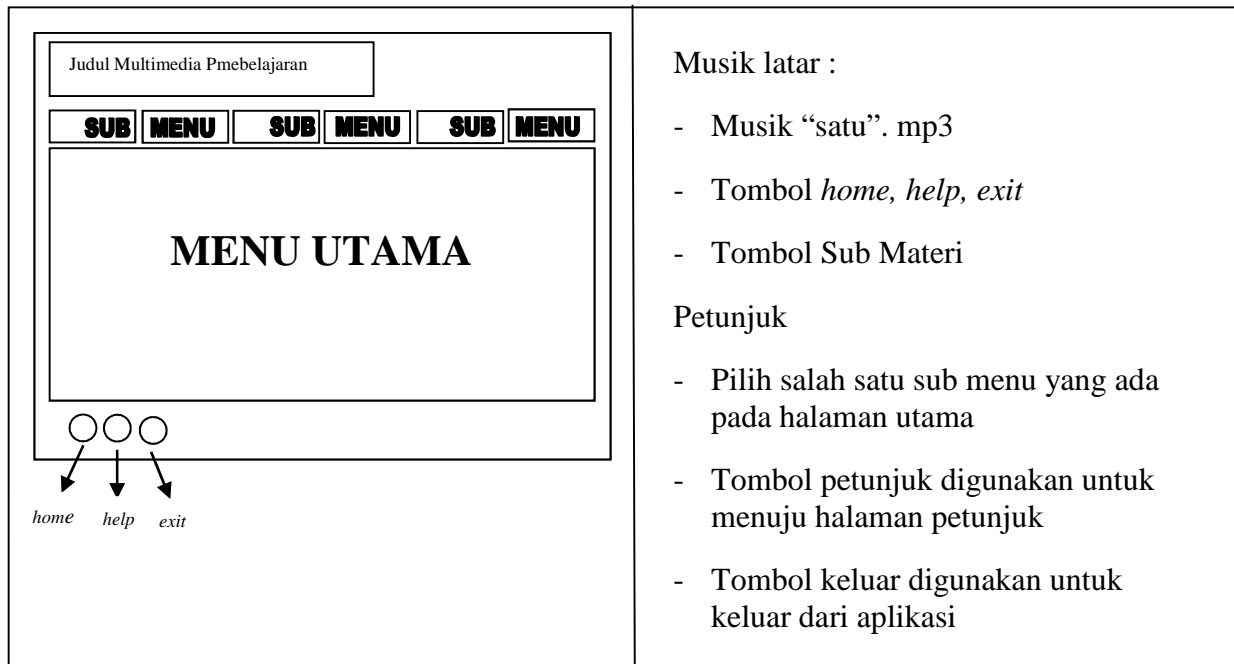 Judul Multimedia Pmebelajaran
SUB MENU SUB MENU SUB MENU
MENU UTAMA
home help exit
Musik latar :
- Musik “satu”. mp3
- Tombol home, help, exit
- Tombol Sub Materi
Petunjuk
- Pilih salah satu sub menu yang ada
pada halaman utama
- Tombol petunjuk digunakan untuk
menuju halaman petunjuk
- Tombol keluar digunakan untuk
keluar dari aplikasi